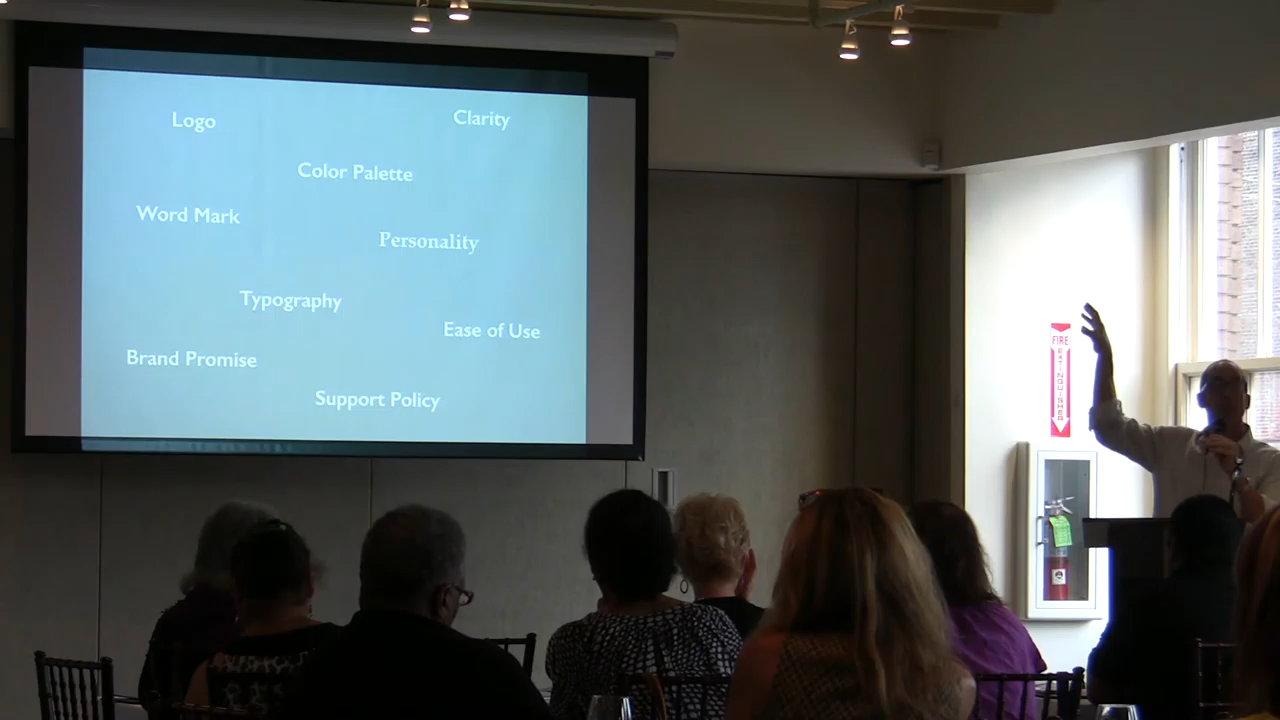 Logo
Clarity
Color Palette
Word Mark
Personality
Typography
Ease of Use
Brand Promise
Support Policy
FIRE
EXTINGUISHER